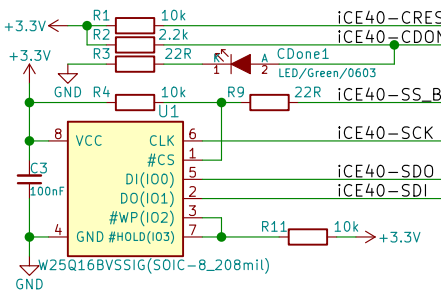 R1 10k iCE40-CRES
+3.3V
R2 2.2k iCE40-CDON
R3 22R K 1 A 2 CDone1
LED/Green/0603
+3.3V
GND
R4 10k R9 22R iCE40-SS_B
U1
8 VCC CLK 6 iCE40-SCK
#CS 1
C3
100nF
DI(IO0) 5 iCE40-SDO
DO(IO1) 2 iCE40-SDI
#WP(IO2) 3
4 GND #HOLD(IO3) 7 R11 10k +3.3V
W25Q16BVSSIG(SOIC-8_208mil)
GND